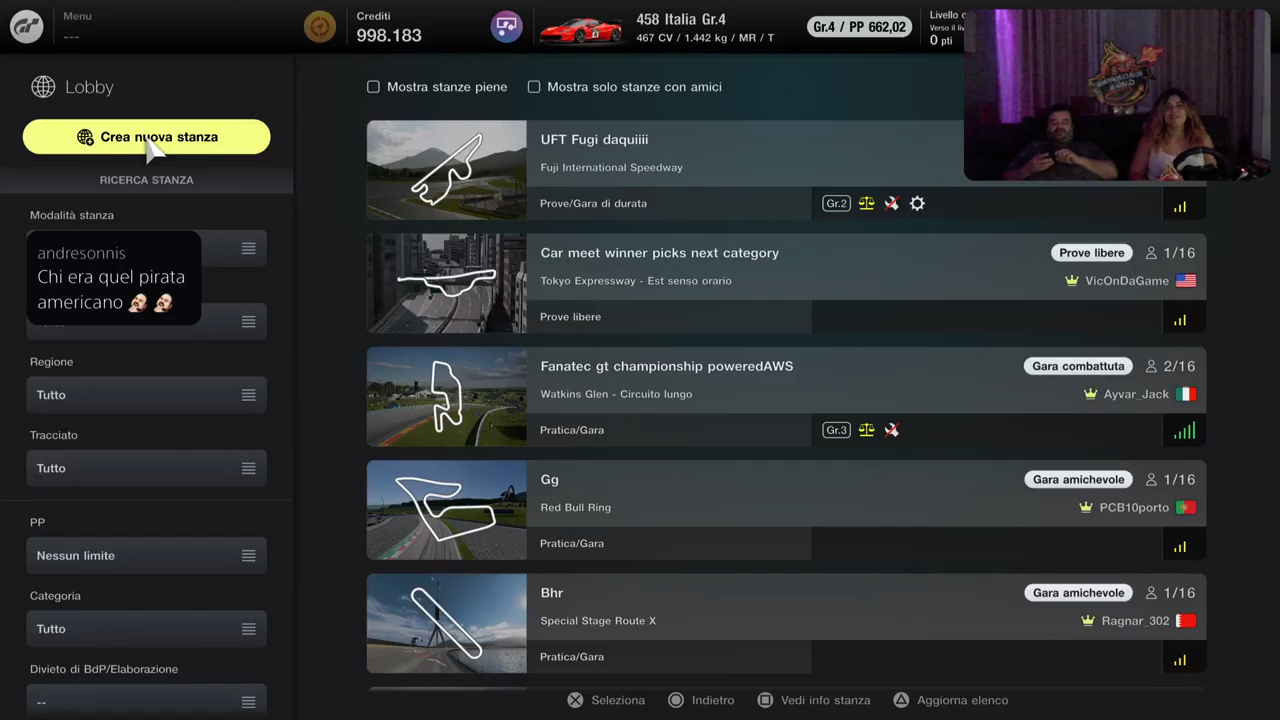 Menu
---
Crediti
998.183
458 Italia Gr.4
467 CV / 1.442 kg / MR / T
Gr.4 / PP 662,02
Livello
Verso il liv
0 pti
Lobby
Crea nuova stanza
RICERCA STANZA
Modalità stanza
andresonnis
Chi era quel pirata
americano
Regione
Tutto
Tracciato
Tutto
PP
Nessun limite
Categoria
Tutto
Divieto di BdP/Elaborazione
--
Mostra stanze piene
Mostra solo stanze con amici
UFT Fugi daquiiii
Fuji International Speedway
Prove/Gara di durata
Gr.2
Car meet winner picks next category
Prove libere
1/16
Tokyo Expressway - Est senso orario
VicOnDaGame
Prove libere
Fanatec gt championship poweredAWS
Gara combattuta
2/16
Watkins Glen - Circuito lungo
Ayvar_Jack
Pratica/Gara
Gr.3
Gg
Gara amichevole
1/16
Red Bull Ring
PCB10porto
Pratica/Gara
Bhr
Gara amichevole
1/16
Special Stage Route X
Ragnar_302
Pratica/Gara
Seleziona
Indietro
Vedi info stanza
Aggiorna elenco